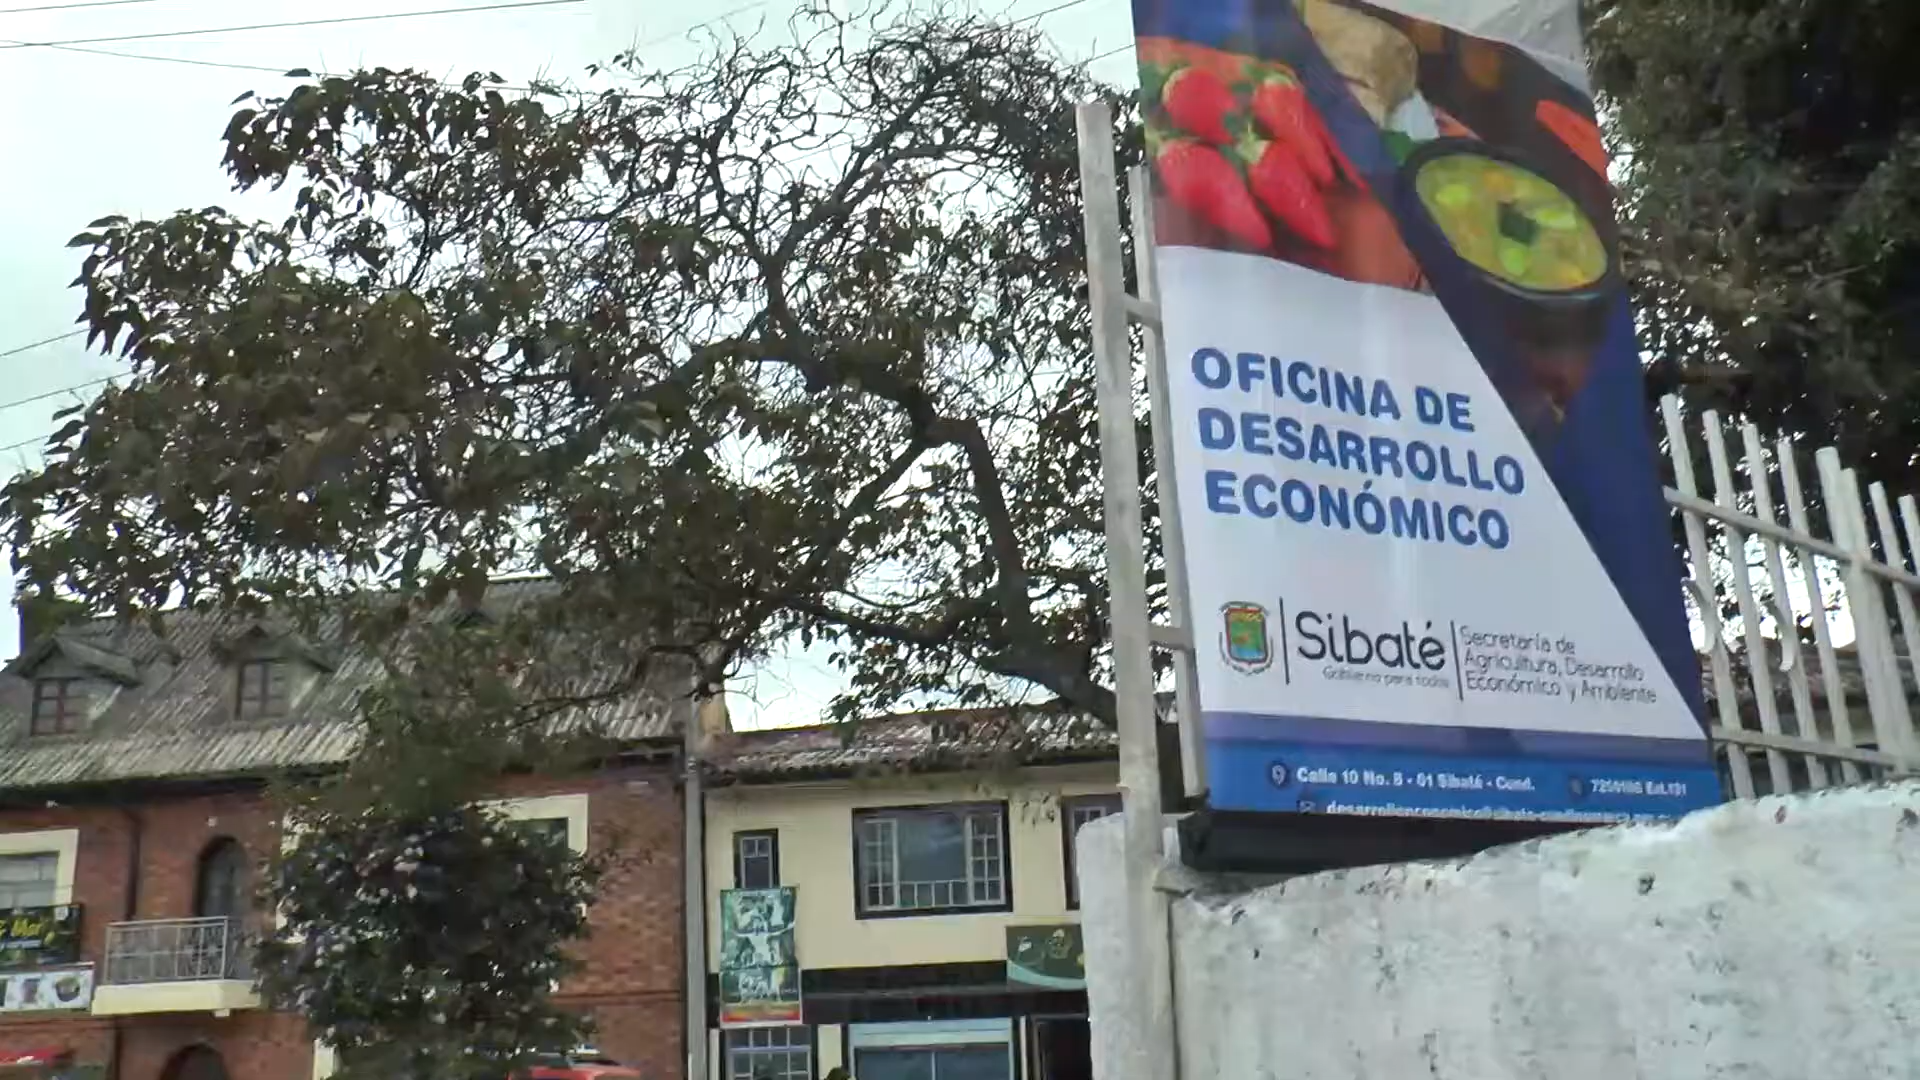 OFICINA DE
DESARROLLO
ECONÓMICO
Sibaté
Gobierno para todos
Secretaría de
Agricultura, Desarrollo
Económico y Ambiente
Calle 10 No. 8 - 01 Sibaté - Cund.
& Mar